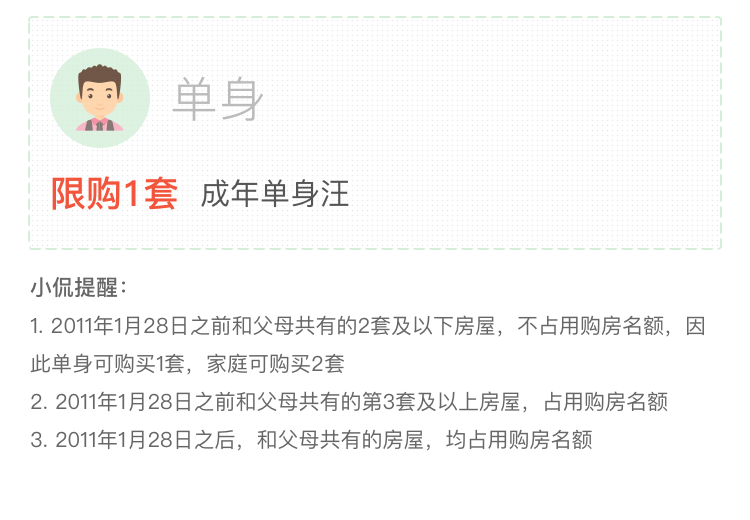 单身
限购1套 成年单身汪
小侃提醒：
1. 2011年1月28日之前和父母共有的2套及以下房屋，不占用购房名额，因
此单身可购买1套，家庭可购买2套
2. 2011年1月28日之前和父母共有的第3套及以上房屋，占用购房名额
3. 2011年1月28日之后，和父母共有的房屋，均占用购房名额